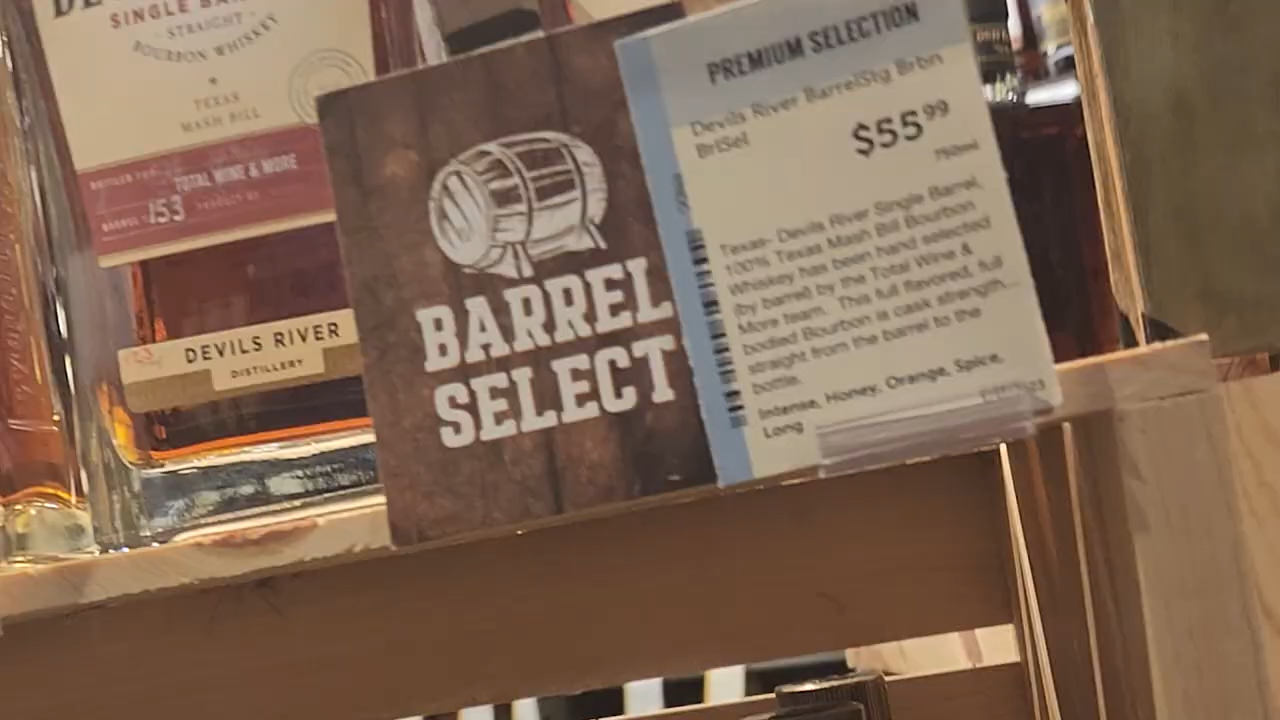 SINGLE
STRAIGHT
BOURBON WHISKEY
TEXAS
MASH BILL
TOTAL WINE & MORE
153
DEVILS RIVER
DISTILLERY
BARREL
SELECT
PREMIUM SELECTION
Devils River BarrelStg Brbn
BrlSel
$55.99
750ml
Texas- Devils River Single Barrel,
100% Texas Mash Bill Bourbon
Whiskey has been hand selected
(by barrel) by the Total Wine &
More team. This full flavored, full
bodied Bourbon is cask strength...
straight from the barrel to the
bottle.
Intense, Honey, Orange, Spice,
Long